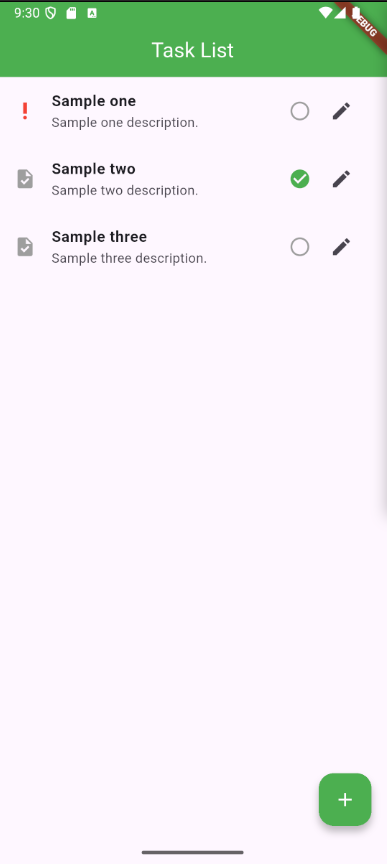 9:30
Task List
Sample one
Sample one description.
Sample two
Sample two description.
Sample three
Sample three description.